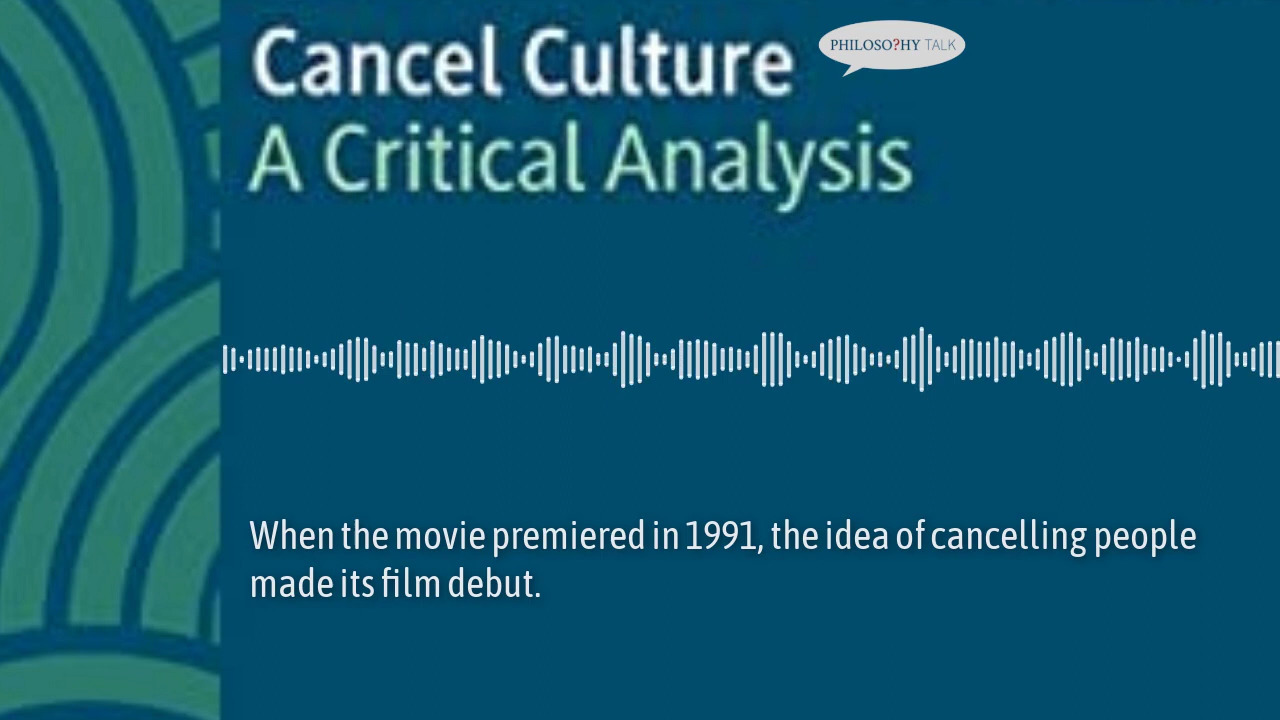 Cancel Culture
PHILOSO?HY TALK
A Critical Analysis
When the movie premiered in 1991, the idea of cancelling people
made its film debut.